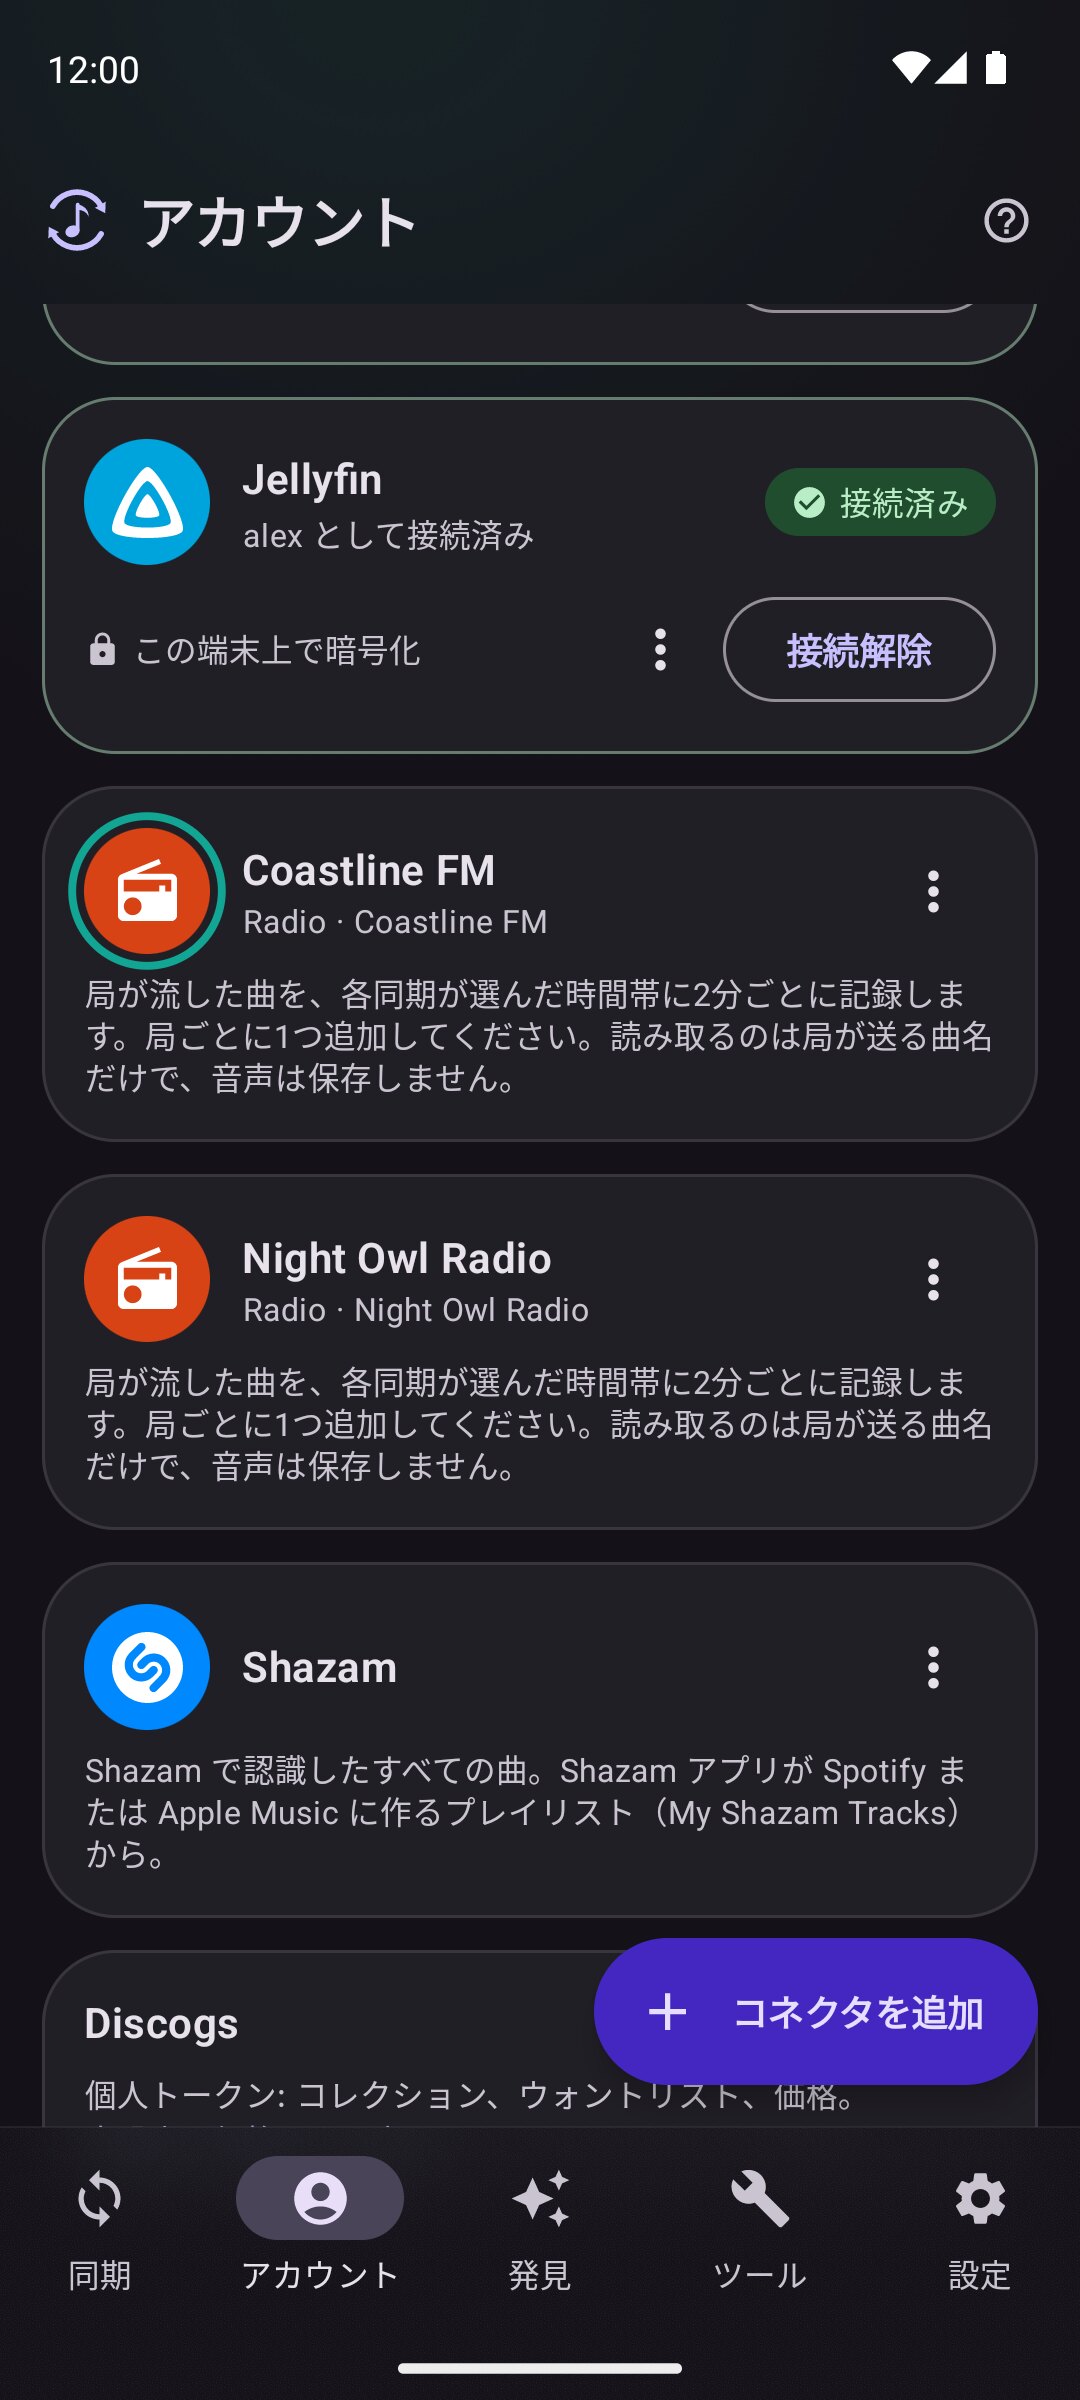 12:00
アカウント
Jellyfin
alex として接続済み
接続済み
この端末上で暗号化
接続解除
Coastline FM
Radio · Coastline FM
局が流した曲を、各同期が選んだ時間帯に2分ごとに記録しま
す。局ごとに1つ追加してください。読み取るのは局が送る曲名
だけで、音声は保存しません。
Night Owl Radio
Radio · Night Owl Radio
局が流した曲を、各同期が選んだ時間帯に2分ごとに記録しま
す。局ごとに1つ追加してください。読み取るのは局が送る曲名
だけで、音声は保存しません。
Shazam
Shazam で認識したすべての曲。Shazam アプリが Spotify ま
たは Apple Music に作るプレイリスト（My Shazam Tracks）
から。
Discogs
コネクタを追加
個人トークン: コレクション、ウォントリスト、価格。
同期
アカウント
発見
ツール
設定